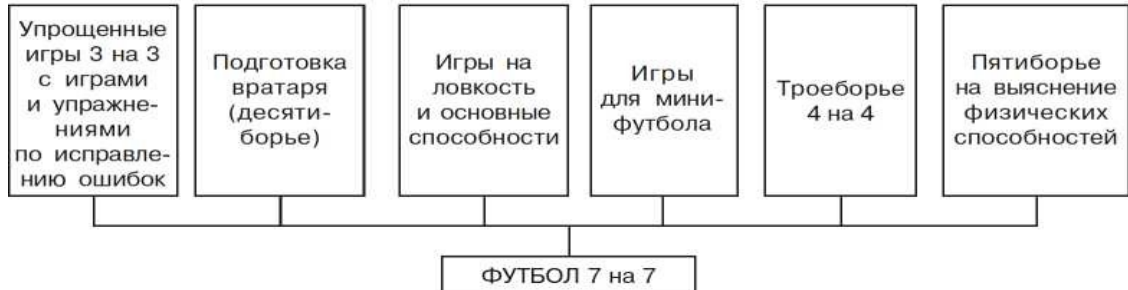 Упрощенные
игры 3 на 3
с играми
и упражне-
ниями
по исправле-
нию ошибок
Подготовка
вратаря
(десяти-
борье)
Игры на
ловкость
и основные
способности
Игры
для мини-
футбола
Троеборье
4 на 4
Пятиборье
на выяснение
физических
способностей
ФУТБОЛ 7 на 7